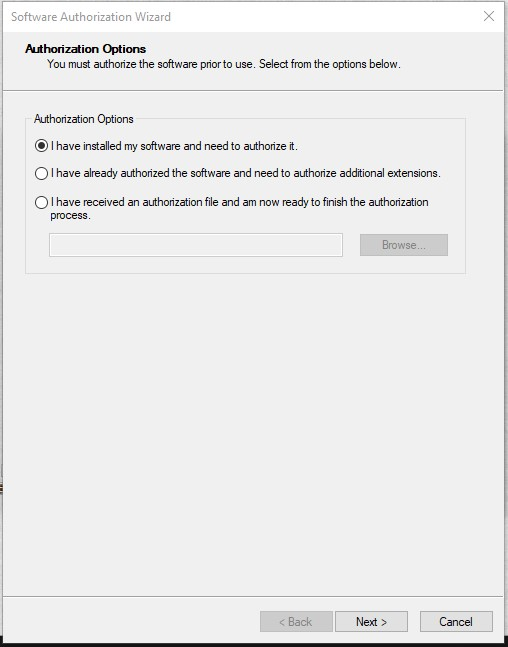 Software Authorization Wizard
Authorization Options
You must authorize the software prior to use. Select from the options below.
Authorization Options
I have installed my software and need to authorize it.
I have already authorized the software and need to authorize additional extensions.
I have received an authorization file and am now ready to finish the authorization
process.
Browse...
< Back
Next >
Cancel